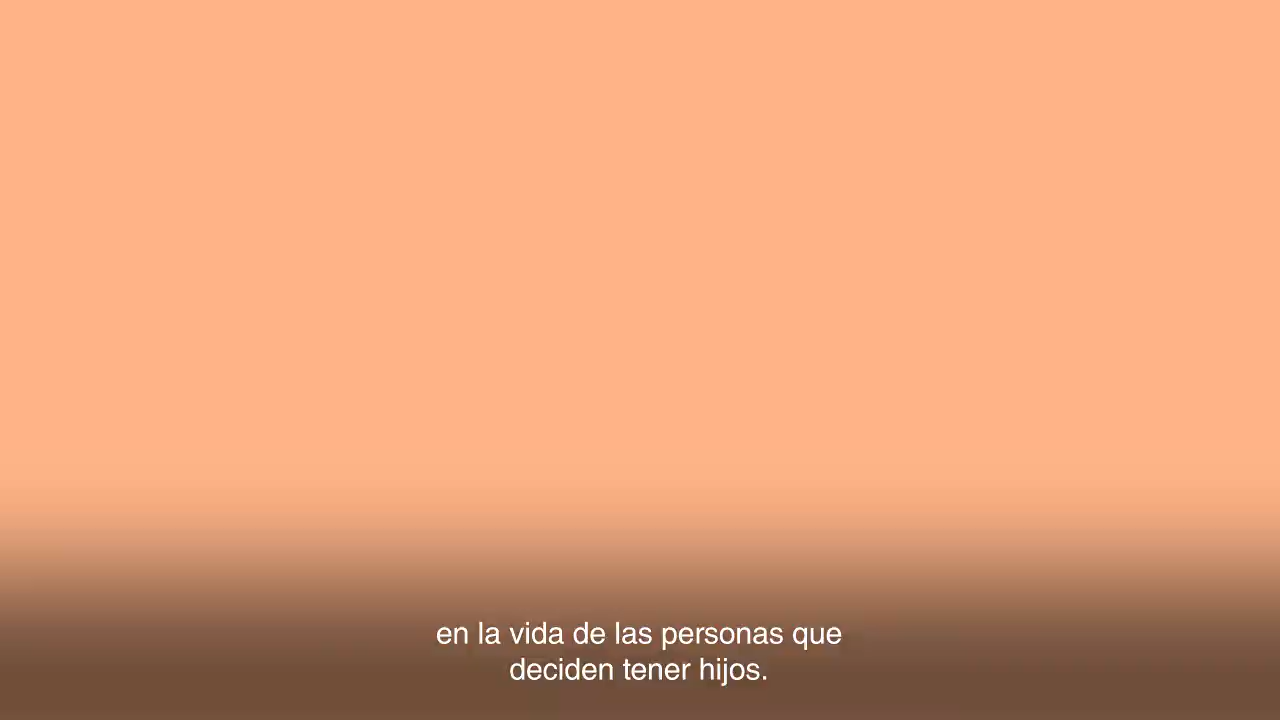 en la vida de las personas que
deciden tener hijos.